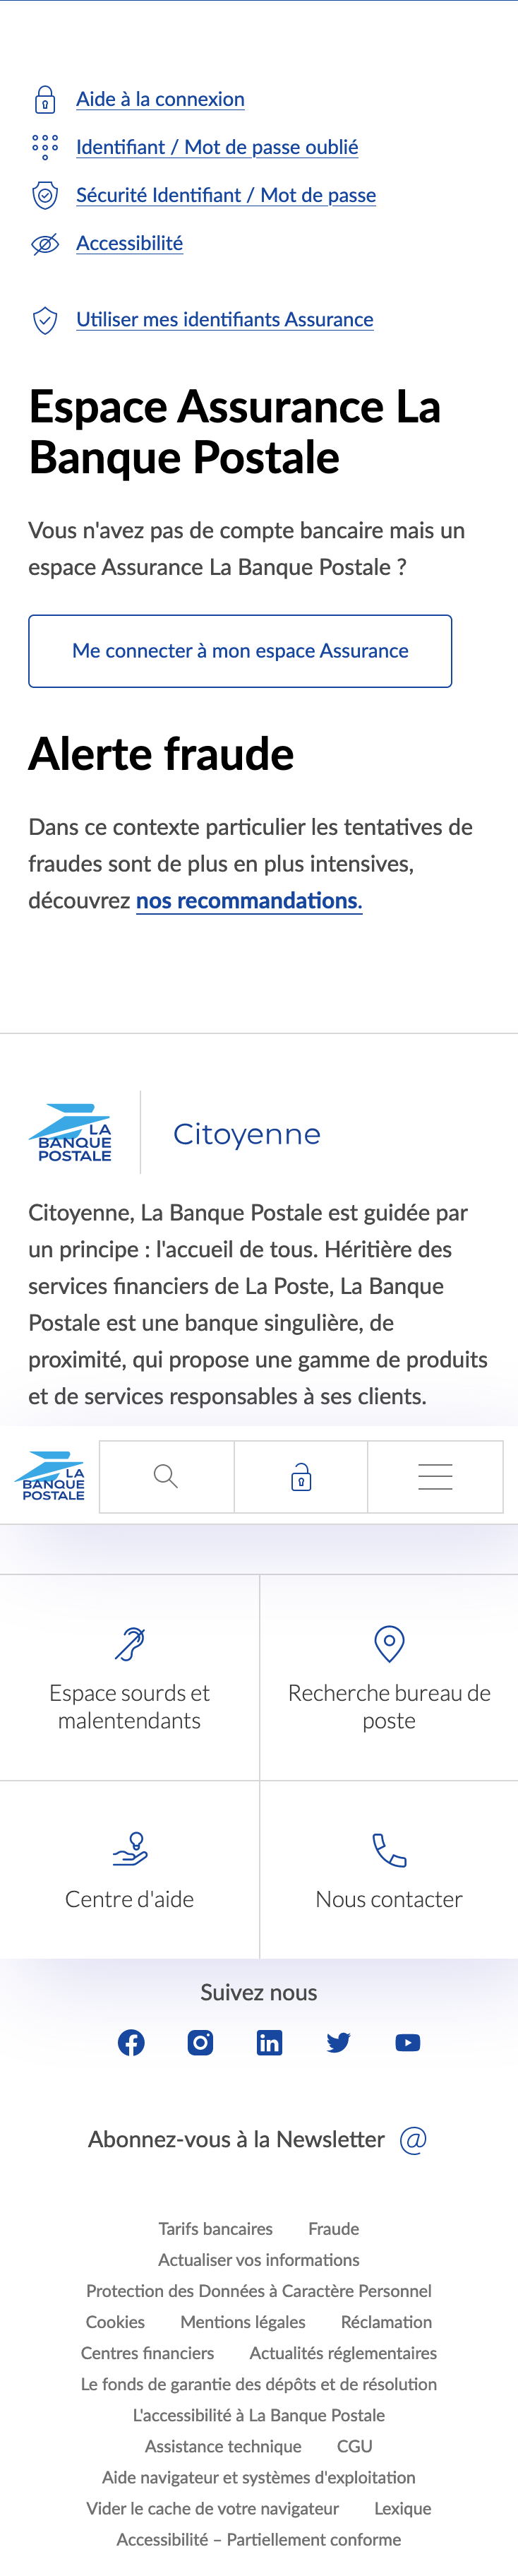 Aide à la connexion
Identifiant / Mot de passe oublié
Sécurité Identifiant / Mot de passe
Accessibilité
Utiliser mes identifiants Assurance
Espace Assurance La
Banque Postale
Vous n'avez pas de compte bancaire mais un
espace Assurance La Banque Postale ?
Me connecter à mon espace Assurance
Alerte fraude
Dans ce contexte particulier les tentatives de
fraudes sont de plus en plus intensives,
découvrez nos recommandations.
LA
BANQUE
POSTALE
Citoyenne
Citoyenne, La Banque Postale est guidée par
un principe : l'accueil de tous. Héritière des
services financiers de La Poste, La Banque
Postale est une banque singulière, de
proximité, qui propose une gamme de produits
et de services responsables à ses clients.
LA
BANQUE
POSTALE
Espace sourds et
malentendants
Recherche bureau de
poste
Centre d'aide
Nous contacter
Suivez nous
Abonnez-vous à la Newsletter @
Tarifs bancaires Fraude
Actualiser vos informations
Protection des Données à Caractère Personnel
Cookies Mentions légales Réclamation
Centres financiers Actualités réglementaires
Le fonds de garantie des dépôts et de résolution
L'accessibilité à La Banque Postale
Assistance technique CGU
Aide navigateur et systèmes d'exploitation
Vider le cache de votre navigateur Lexique
Accessibilité – Partiellement conforme